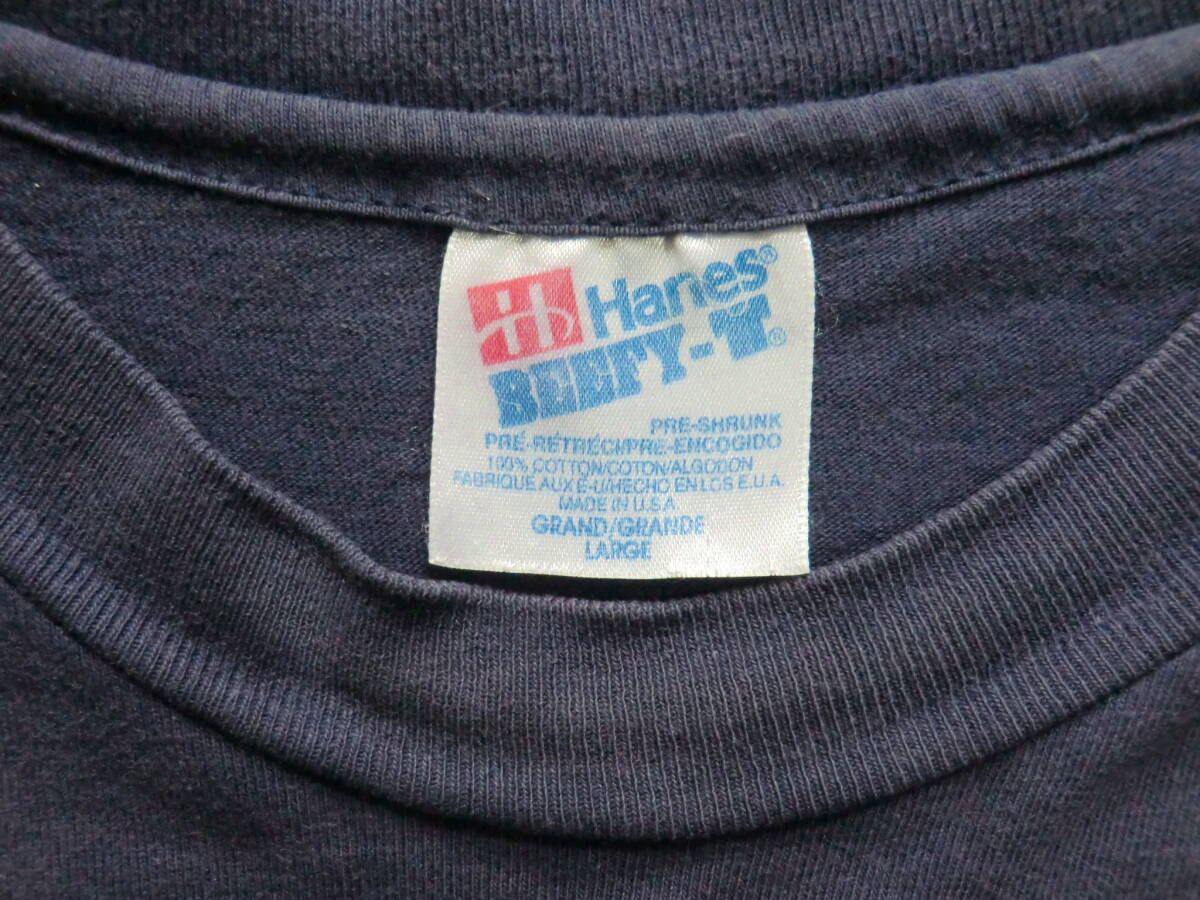 Hanes®
BEEFY-T®
PRE-SHRUNK
PRÉ-RÉTRÉCI/PRE-ENCOGIDO
100% COTTON/COTON/ALGODON
FABRIQUE AUX É-U/HECHO EN LOS E.U.A.
MADE IN U.S.A.
GRAND/GRANDE
LARGE